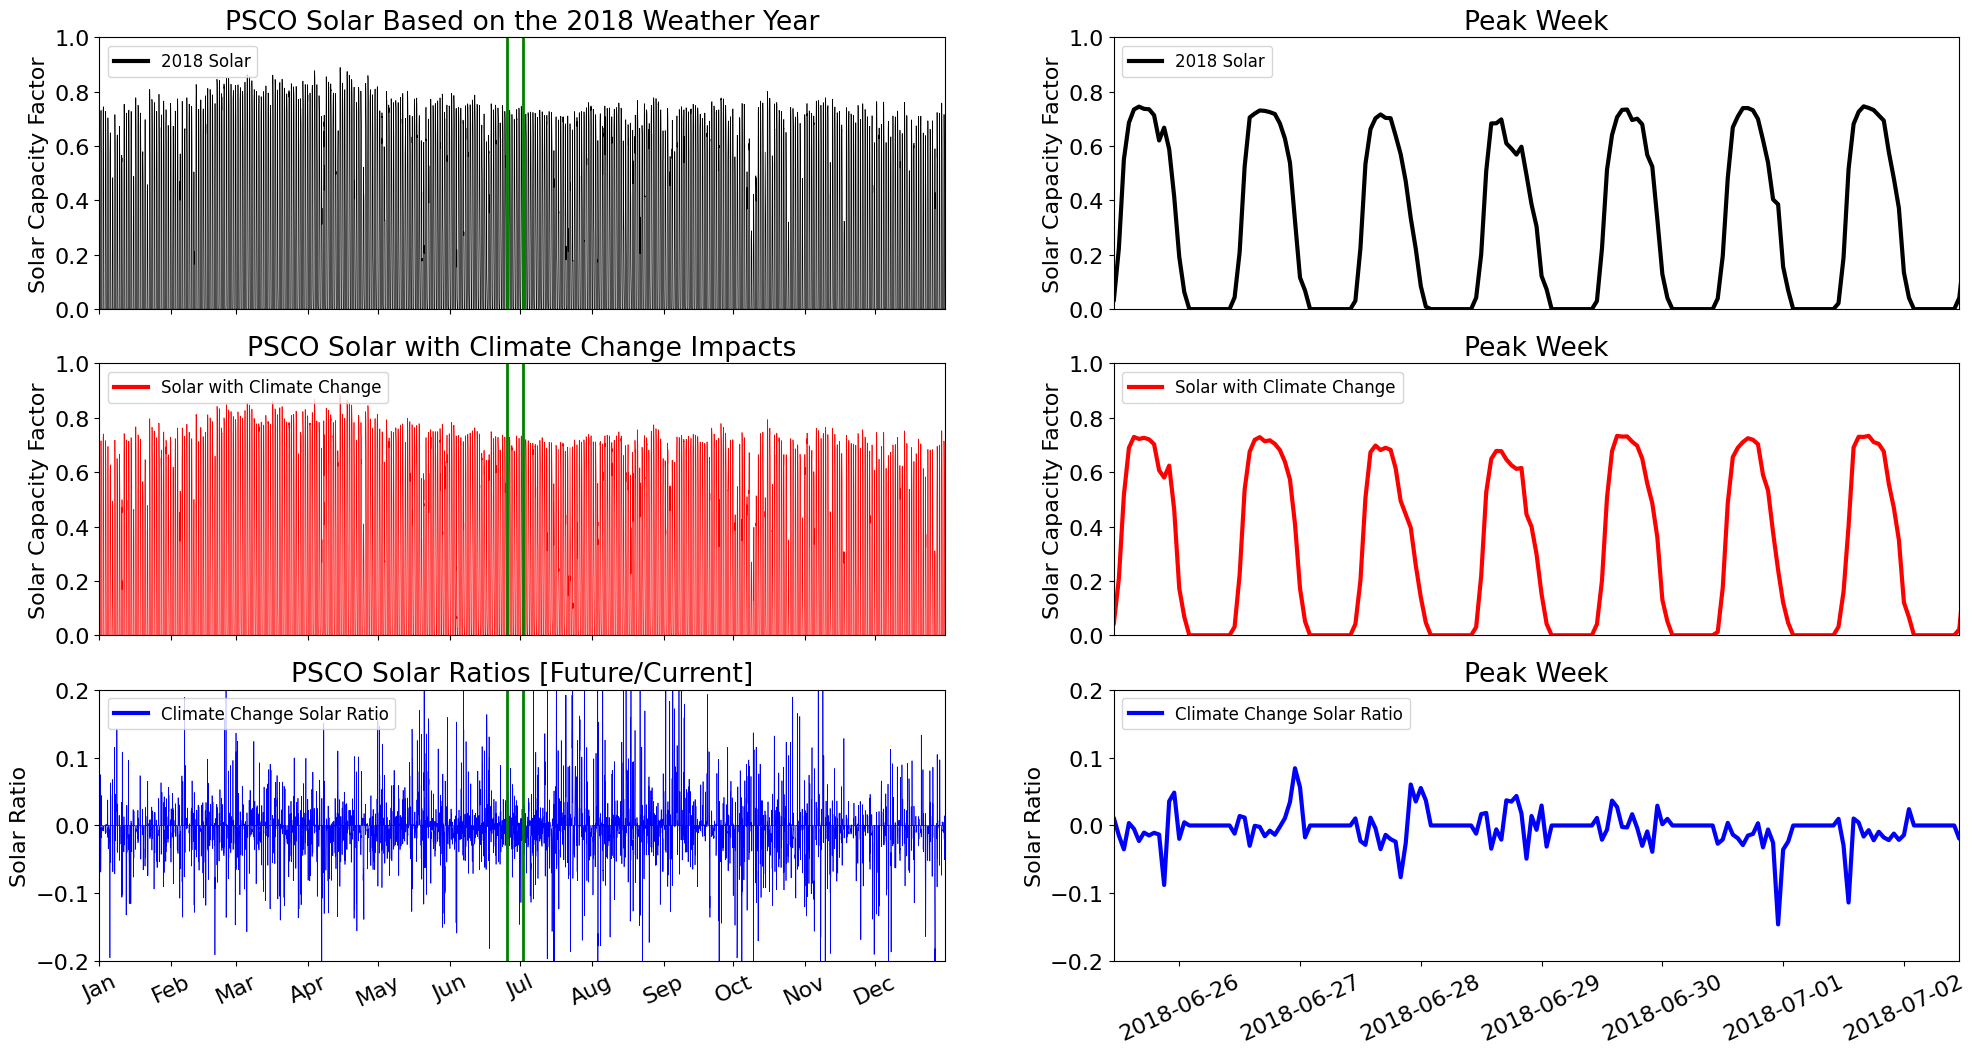 PSCO Solar Based on the 2018 Weather Year
Solar Capacity Factor
1.0
0.8
0.6
0.4
0.2
0.0
2018 Solar
Peak Week
Solar Capacity Factor
1.0
0.8
0.6
0.4
0.2
0.0
2018 Solar
PSCO Solar with Climate Change Impacts
Solar Capacity Factor
1.0
0.8
0.6
0.4
0.2
0.0
Solar with Climate Change
Peak Week
Solar Capacity Factor
1.0
0.8
0.6
0.4
0.2
0.0
Solar with Climate Change
PSCO Solar Ratios [Future/Current]
Solar Ratio
0.2
0.1
0.0
−0.1
−0.2
Climate Change Solar Ratio
Jan Feb Mar Apr May Jun Jul Aug Sep Oct Nov Dec
Peak Week
Solar Ratio
0.2
0.1
0.0
−0.1
−0.2
Climate Change Solar Ratio
2018-06-26 2018-06-27 2018-06-28 2018-06-29 2018-06-30 2018-07-01 2018-07-02